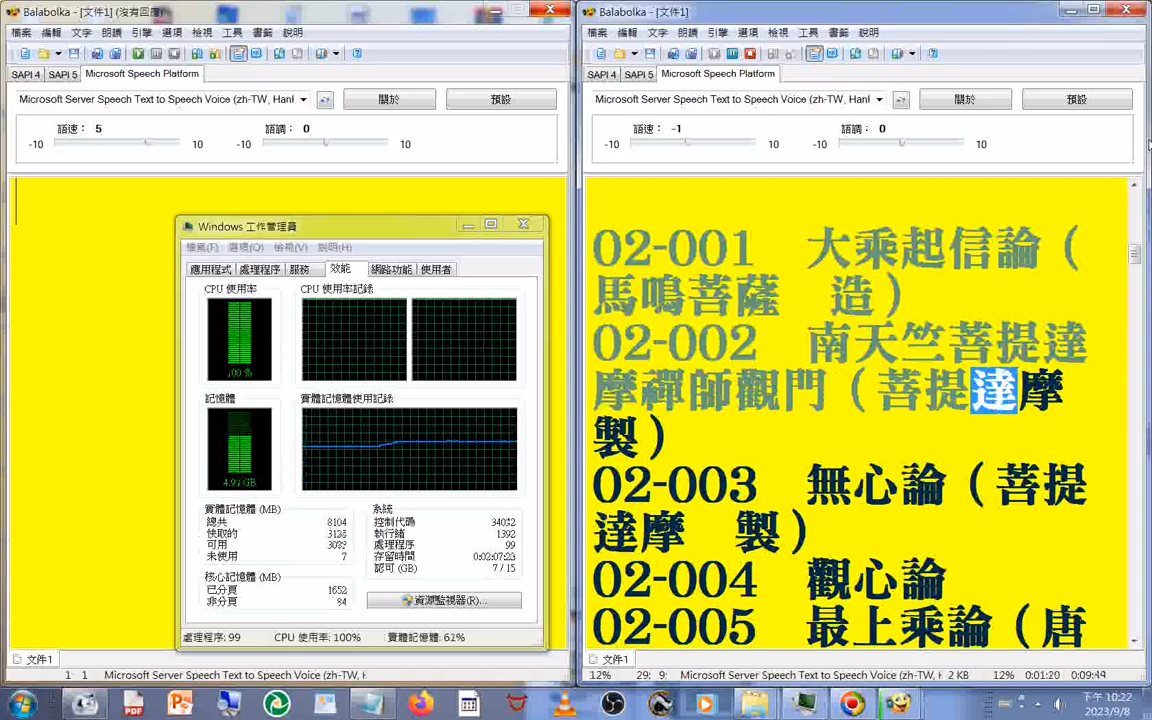 Balabolka - [文件1] (沒有回應)
檔案 編輯 文字 朗讀 引擎 選項 檢視 工具 書籤 說明
SAPI 4 SAPI 5 Microsoft Speech Platform
Microsoft Server Speech Text to Speech Voice (zh-TW, Hanl
關於 預設
語速： 5 語調： 0
-10 10 -10 10
Windows 工作管理員
檔案(F) 選項(O) 檢視(V) 說明(H)
應用程式 處理程序 服務 效能 網路功能 使用者
CPU 使用率 CPU 使用率記錄
100 %
記憶體 實體記憶體使用記錄
4.91 GB
實體記憶體 (MB)
總共 8104
快取的 3128
可用
未使用 7
核心記憶體 (MB)
已分頁 1652
非分頁 84
系統
控制代碼
執行緒 1392
處理程序 99
存留時間 0:02:07:23
認可 (GB) 7 / 15
資源監視器(R)...
處理程序: 99 CPU 使用率: 100% 實體記憶體: 61%
文件1
1: 1 Microsoft Server Speech Text to Speech Voice (zh-TW, H
Balabolka - [文件1]
檔案 編輯 文字 朗讀 引擎 選項 檢視 工具 書籤 說明
SAPI 4 SAPI 5 Microsoft Speech Platform
Microsoft Server Speech Text to Speech Voice (zh-TW, Hanl
關於 預設
語速： -1 語調： 0
-10 10 -10 10
02-001 大乘起信論（
馬鳴菩薩 造）
02-002 南天竺菩提達
摩禪師觀門（菩提達摩
製）
02-003 無心論（菩提
達摩 製）
02-004 觀心論
02-005 最上乘論（唐
文件1
12% 29: 9: Microsoft Server Speech Text to Speech Voice (zh-TW, H 2 KB 12% 0:01:20 0:09:44
下午 10:22
2023/9/8